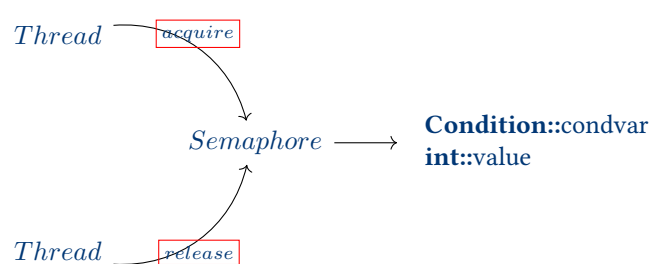 Thread
acquire
Semaphore
Condition::condvar
int::value
Thread
release